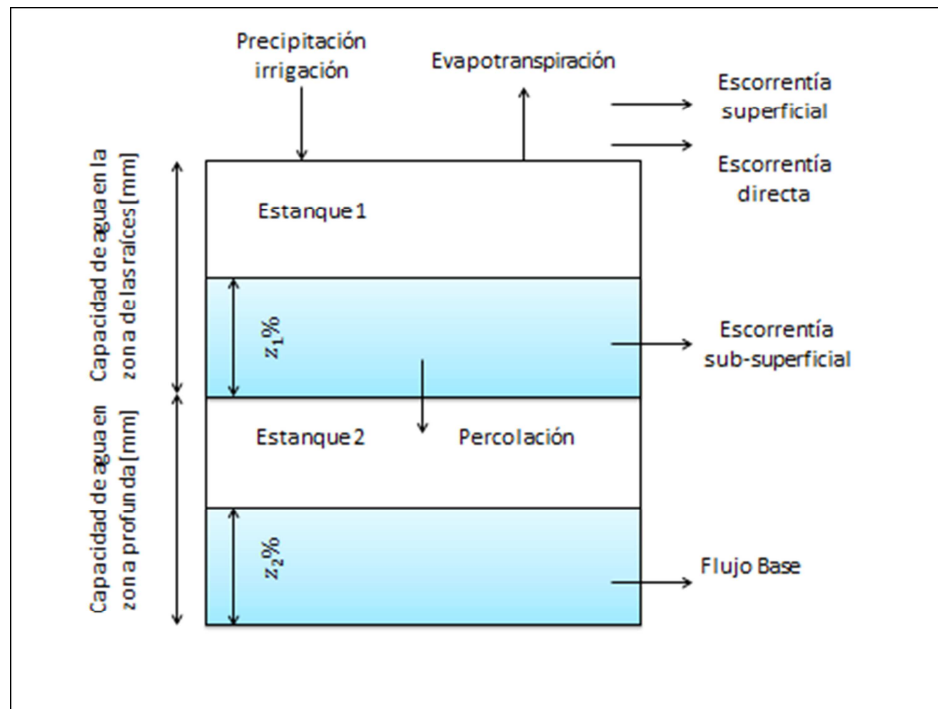 Precipitación
irrigación
Evapotranspiración
Escorrentía
superficial
Escorrentía
directa
Capacidad de agua en la
zona de las raíces [mm]
Estanque 1
z₁%
Escorrentía
sub-superficial
Capacidad de agua en
zona profunda [mm]
Estanque 2
Percolación
z₂%
Flujo Base